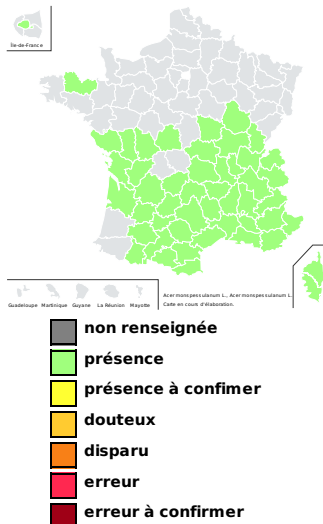 Île-de-France
Guadeloupe Martinique Guyane La Réunion Mayotte
Acer monspessulanum L., Acer monspessulanum L.
Carte en cours d'élaboration.
non renseignée
présence
présence à confimer
douteux
disparu
erreur
erreur à confirmer